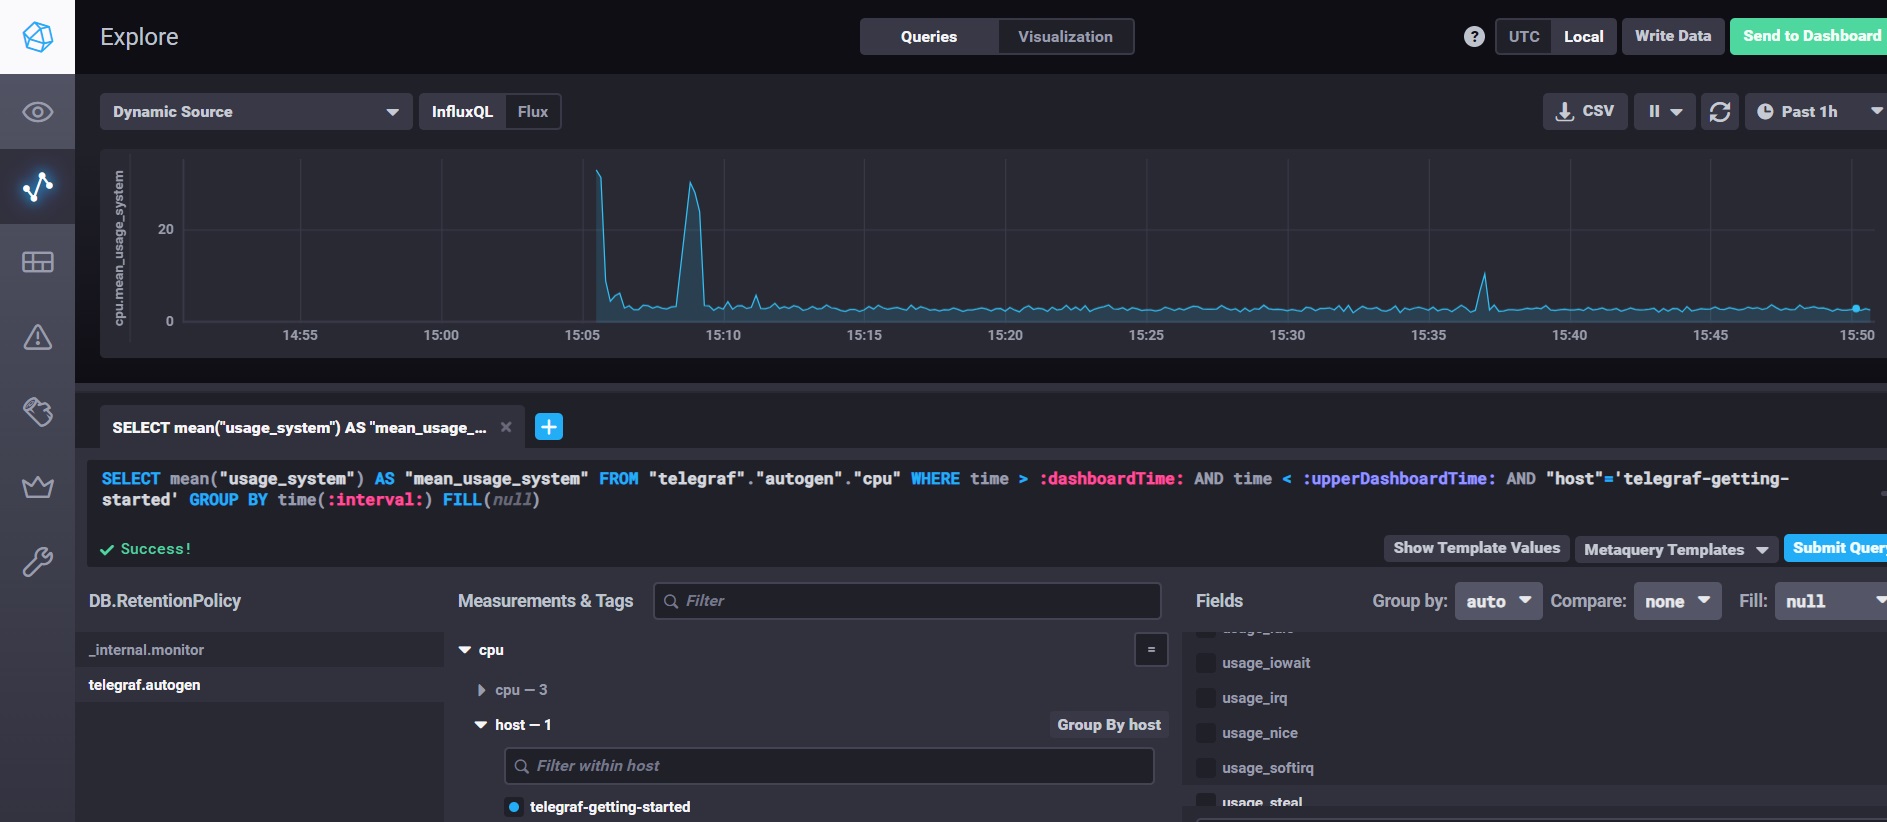 Explore
Queries
Visualization
?
UTC
Local
Write Data
Send to Dashboard
Dynamic Source
InfluxQL
Flux
CSV
Past 1h
cpu.mean_usage_system
20
0
14:55
15:00
15:05
15:10
15:15
15:20
15:25
15:30
15:35
15:40
15:45
15:50
SELECT mean("usage_system") AS "mean_usage_...
SELECT mean("usage_system") AS "mean_usage_system" FROM "telegraf"."autogen"."cpu" WHERE time > :dashboardTime: AND time < :upperDashboardTime: AND "host"='telegraf-getting-
started' GROUP BY time(:interval:) FILL(null)
Success!
Show Template Values
Metaquery Templates
Submit Query
DB.RetentionPolicy
Measurements & Tags
Filter
Fields
Group by:
auto
Compare:
none
Fill:
null
_internal.monitor
telegraf.autogen
cpu
=
cpu — 3
host — 1
Group By host
Filter within host
telegraf-getting-started
usage_iowait
usage_irq
usage_nice
usage_softirq
usage_steal